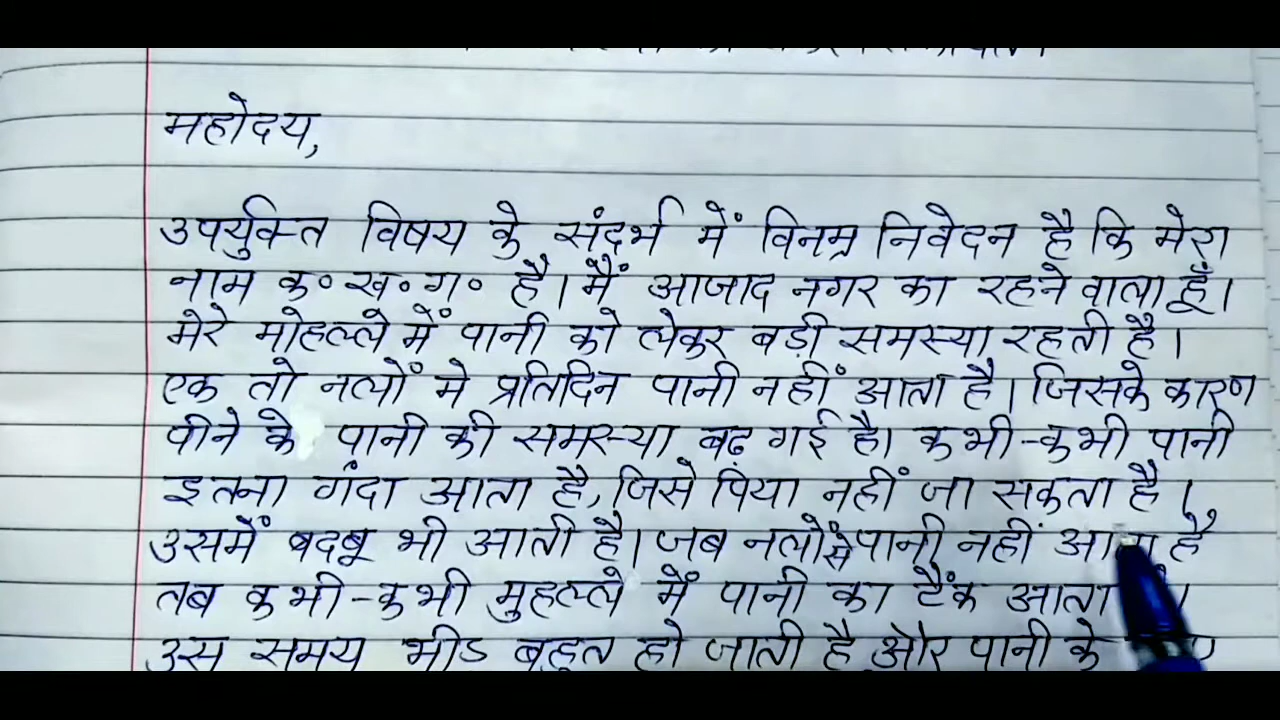 महोदय,
उपर्युक्त विषय के संदर्भ में विनम्र निवेदन है कि मेरा
नाम क॰ ख॰ ग॰ है। मैं आजाद नगर का रहने वाला हूँ।
मेरे मोहल्ले में पानी को लेकर बड़ी समस्या रहती है।
एक तो नलों मे प्रतिदिन पानी नहीं आता है। जिसके कारण
पीने के पानी की समस्या बढ़ गई है। कभी-कभी पानी
इतना गंदा आता है, जिसे पिया नहीं जा सकता है।
उसमें बदबू भी आती है। जब नलों से पानी नहीं आता है
तब कभी-कभी मुहल्ले में पानी का टैंक आता
उस समय भीड बहुत हो जाती है और पानी के